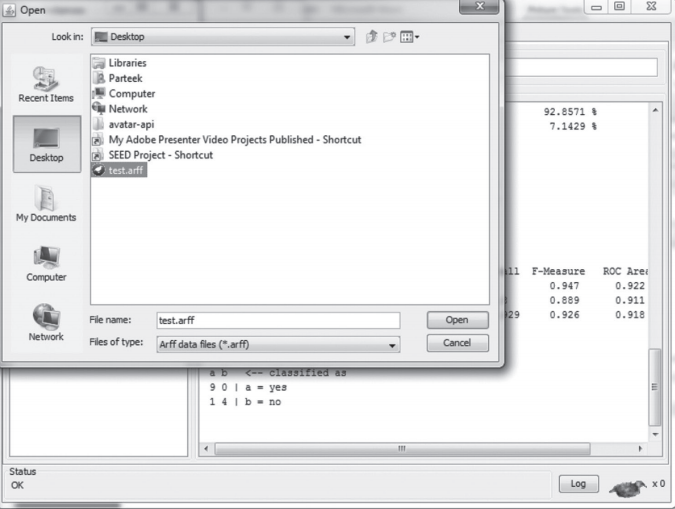 Open
Look in: Desktop
Recent Items
Desktop
My Documents
Computer
Network
Libraries
Parteek
Computer
Network
avatar-api
My Adobe Presenter Video Projects Published - Shortcut
SEED Project - Shortcut
test.arff
File name: test.arff Open
Files of type: Arff data files (*.arff) Cancel
92.8571 %
7.1429 %
F-Measure ROC Area
0.947 0.922
0.889 0.911
0.926 0.918
a b <-- classified as
9 0 | a = yes
1 4 | b = no
Status
OK
Log
x 0